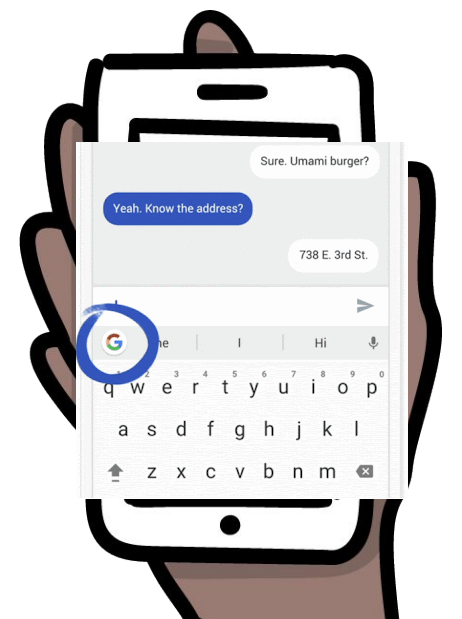 Sure. Umami burger?
Yeah. Know the address?
738 E. 3rd St.
G he I Hi
2 3 4 5 6 7 8 9 0
q w e r t y u i o p
a s d f g h j k l
z x c v b n m